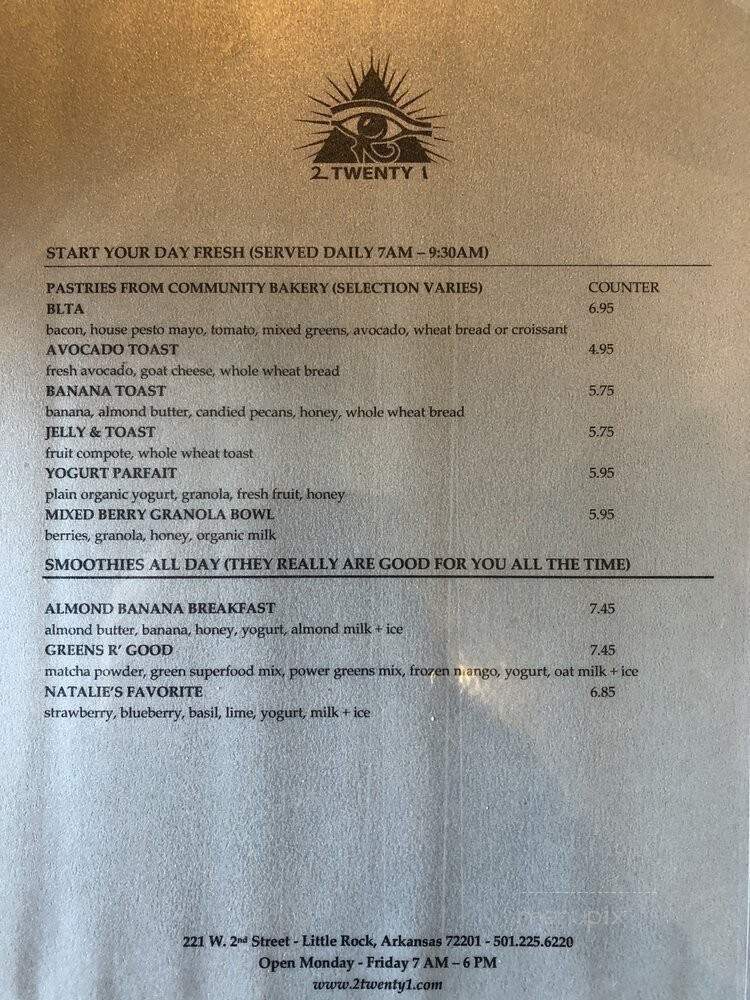 2 TWENTY 1
START YOUR DAY FRESH (SERVED DAILY 7AM – 9:30AM)
PASTRIES FROM COMMUNITY BAKERY (SELECTION VARIES) COUNTER
BLTA 6.95
bacon, house pesto mayo, tomato, mixed greens, avocado, wheat bread or croissant
AVOCADO TOAST 4.95
fresh avocado, goat cheese, whole wheat bread
BANANA TOAST 5.75
banana, almond butter, candied pecans, honey, whole wheat bread
JELLY & TOAST 5.75
fruit compote, whole wheat toast
YOGURT PARFAIT 5.95
plain organic yogurt, granola, fresh fruit, honey
MIXED BERRY GRANOLA BOWL 5.95
berries, granola, honey, organic milk
SMOOTHIES ALL DAY (THEY REALLY ARE GOOD FOR YOU ALL THE TIME)
ALMOND BANANA BREAKFAST 7.45
almond butter, banana, honey, yogurt, almond milk + ice
GREENS R' GOOD 7.45
matcha powder, green superfood mix, power greens mix, frozen mango, yogurt, oat milk + ice
NATALIE'S FAVORITE 6.85
strawberry, blueberry, basil, lime, yogurt, milk + ice
221 W. 2nd Street - Little Rock, Arkansas 72201 - 501.225.6220
Open Monday - Friday 7 AM – 6 PM
www.2twenty1.com